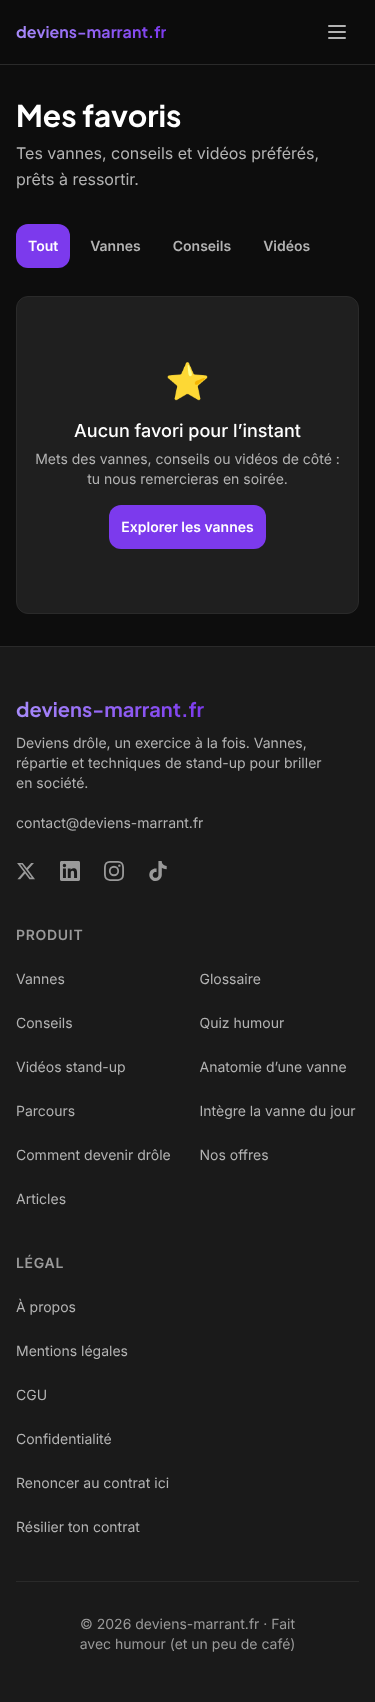 deviens-marrant.fr
Mes favoris
Tes vannes, conseils et vidéos préférés,
prêts à ressortir.
Tout
Vannes
Conseils
Vidéos
Aucun favori pour l’instant
Mets des vannes, conseils ou vidéos de côté :
tu nous remercieras en soirée.
Explorer les vannes
deviens-marrant.fr
Deviens drôle, un exercice à la fois. Vannes,
répartie et techniques de stand-up pour briller
en société.
contact@deviens-marrant.fr
PRODUIT
Vannes
Conseils
Vidéos stand-up
Parcours
Comment devenir drôle
Articles
Glossaire
Quiz humour
Anatomie d’une vanne
Intègre la vanne du jour
Nos offres
LÉGAL
À propos
Mentions légales
CGU
Confidentialité
Renoncer au contrat ici
Résilier ton contrat
© 2026 deviens-marrant.fr · Fait
avec humour (et un peu de café)